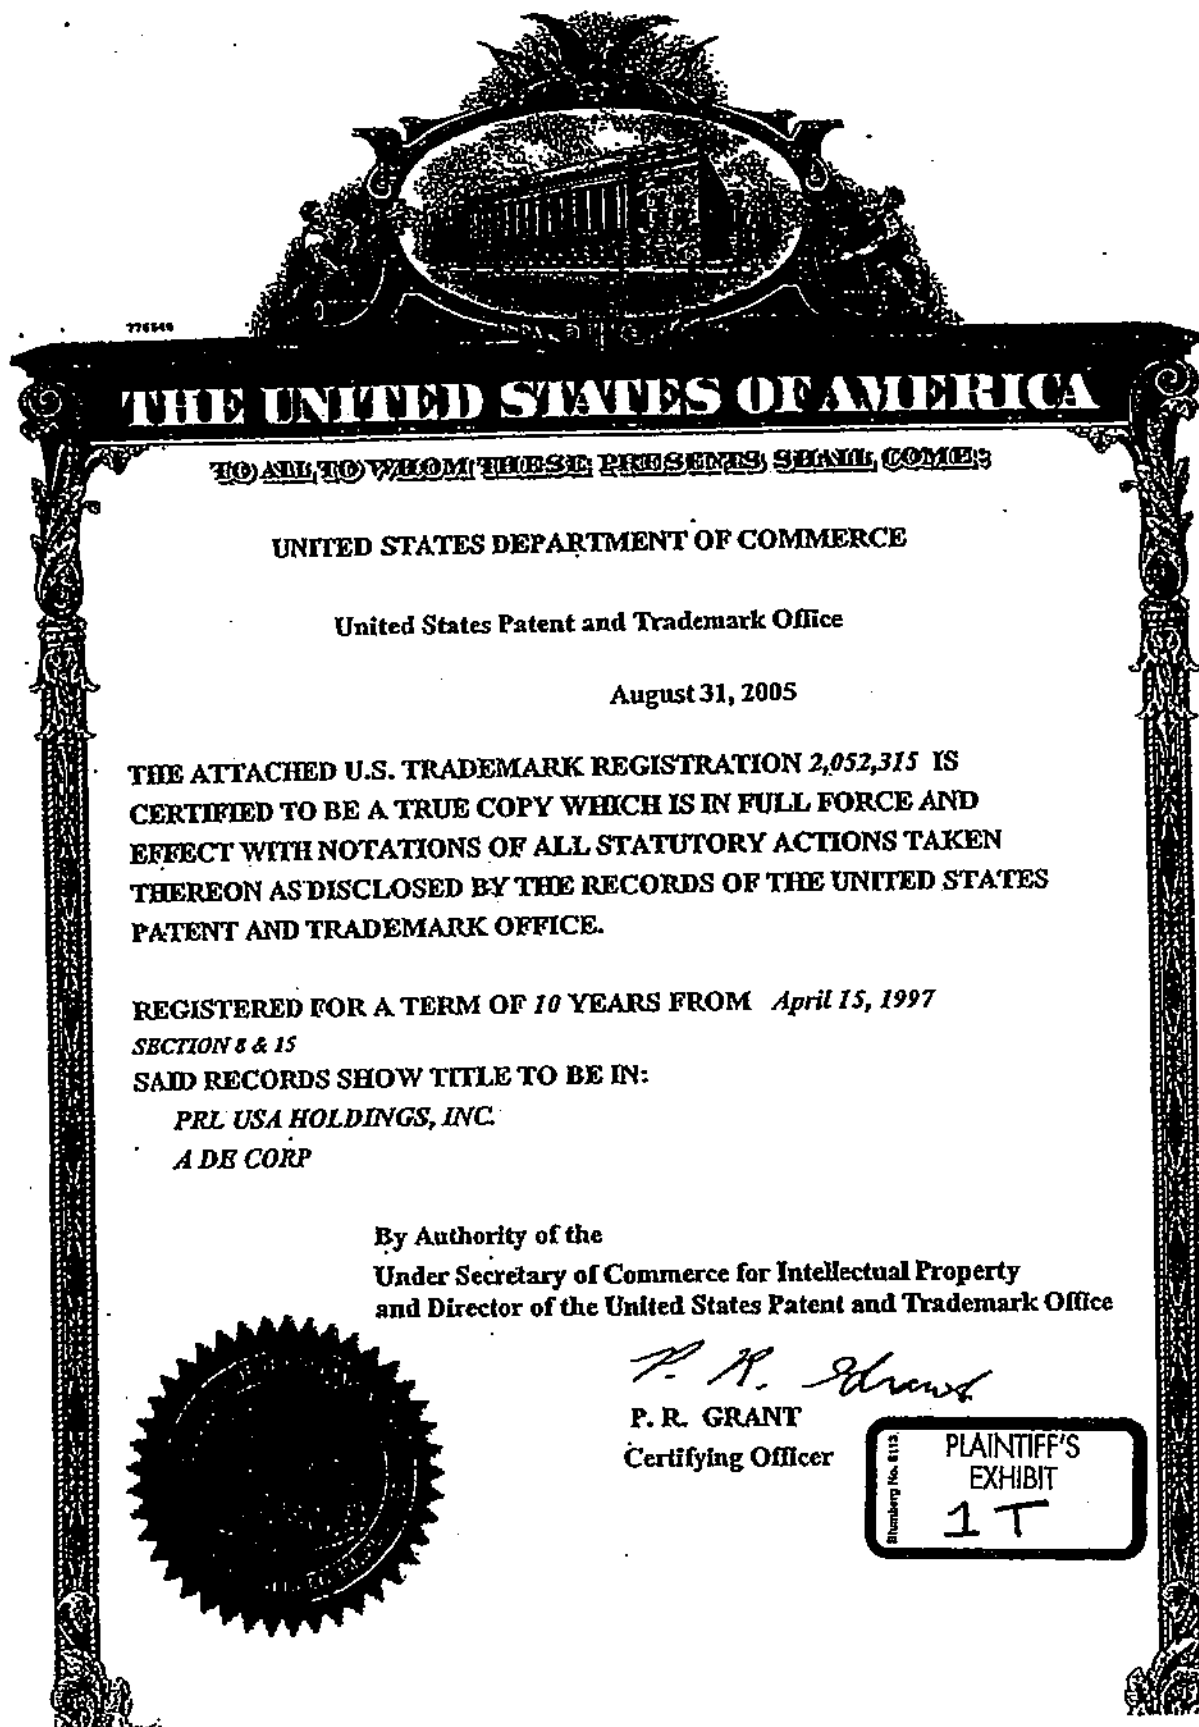 776546
THE UNITED STATES OF AMERICA
TO ALL TO WHOM THESE PRESENTS SHALL COME:
UNITED STATES DEPARTMENT OF COMMERCE
United States Patent and Trademark Office
August 31, 2005
THE ATTACHED U.S. TRADEMARK REGISTRATION 2,052,315 IS
CERTIFIED TO BE A TRUE COPY WHICH IS IN FULL FORCE AND
EFFECT WITH NOTATIONS OF ALL STATUTORY ACTIONS TAKEN
THEREON AS DISCLOSED BY THE RECORDS OF THE UNITED STATES
PATENT AND TRADEMARK OFFICE.
REGISTERED FOR A TERM OF 10 YEARS FROM April 15, 1997
SECTION 8 & 15
SAID RECORDS SHOW TITLE TO BE IN:
PRL USA HOLDINGS, INC.
A DE CORP
By Authority of the
Under Secretary of Commerce for Intellectual Property
and Director of the United States Patent and Trademark Office
P. R.
P. R. GRANT
Certifying Officer
Blumberg No. 5113
PLAINTIFF'S
EXHIBIT
1 T